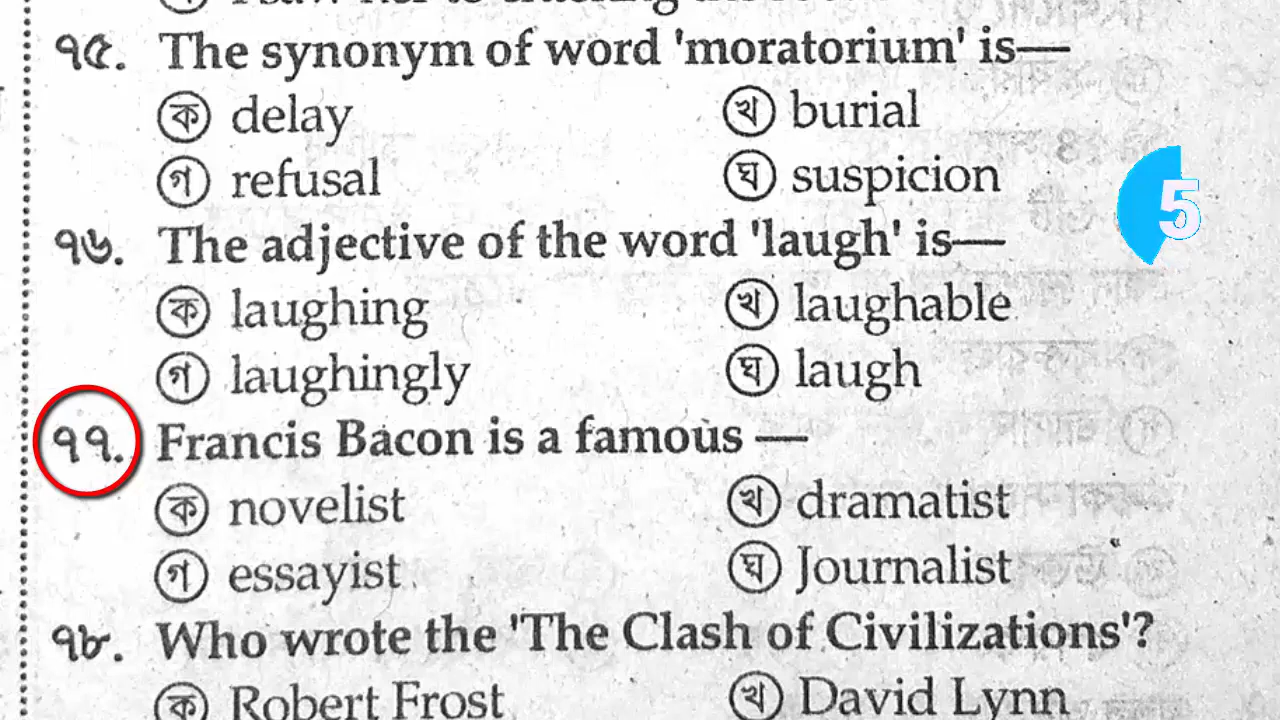 ৭৫. The synonym of word 'moratorium' is—
ক delay খ burial
গ refusal ঘ suspicion
5
৭৬. The adjective of the word 'laugh' is—
ক laughing খ laughable
গ laughingly ঘ laugh
৭৭. Francis Bacon is a famous —
ক novelist খ dramatist
গ essayist ঘ Journalist
৭৮. Who wrote the 'The Clash of Civilizations'?
ক Robert Frost খ David Lynn